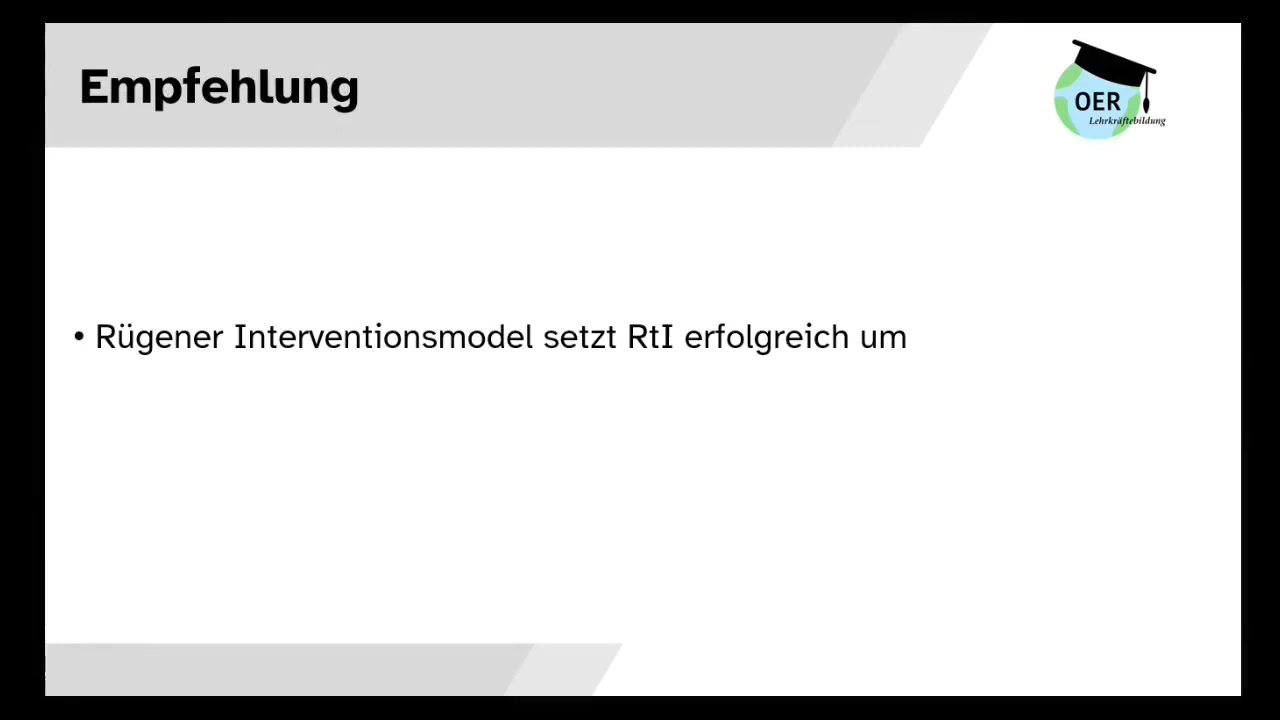 Empfehlung
OER
Lehrkräftebildung
• Rügener Interventionsmodel setzt RtI erfolgreich um